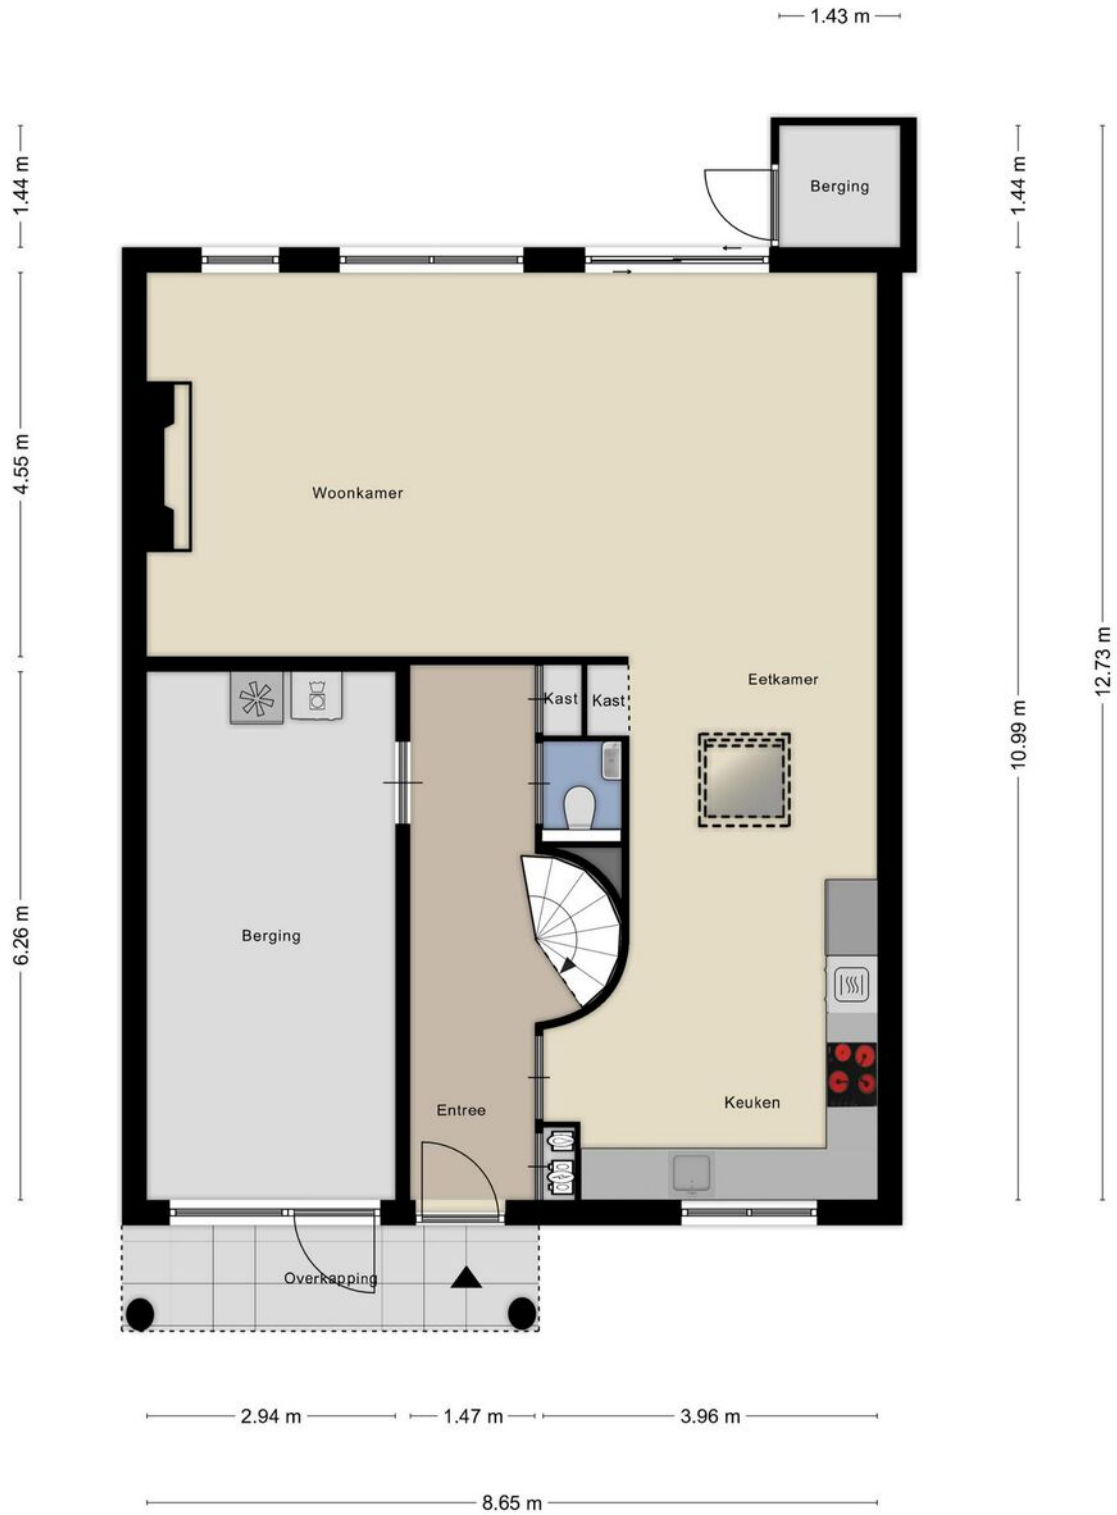 1.43 m
1.44 m
1.44 m
Berging
4.55 m
Woonkamer
12.73 m
Eetkamer
10.99 m
Kast
Kast
6.26 m
Berging
Keuken
Entree
Overkapping
2.94 m
1.47 m
3.96 m
8.65 m